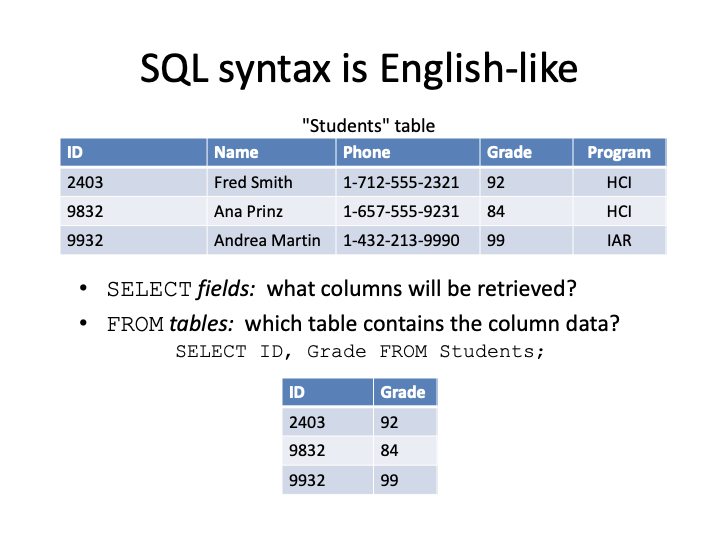 SQL syntax is English-like
"Students" table
ID Name Phone Grade Program
2403 Fred Smith 1-712-555-2321 92 HCI
9832 Ana Prinz 1-657-555-9231 84 HCI
9932 Andrea Martin 1-432-213-9990 99 IAR
• SELECT fields: what columns will be retrieved?
• FROM tables: which table contains the column data?
SELECT ID, Grade FROM Students;
ID Grade
2403 92
9832 84
9932 99